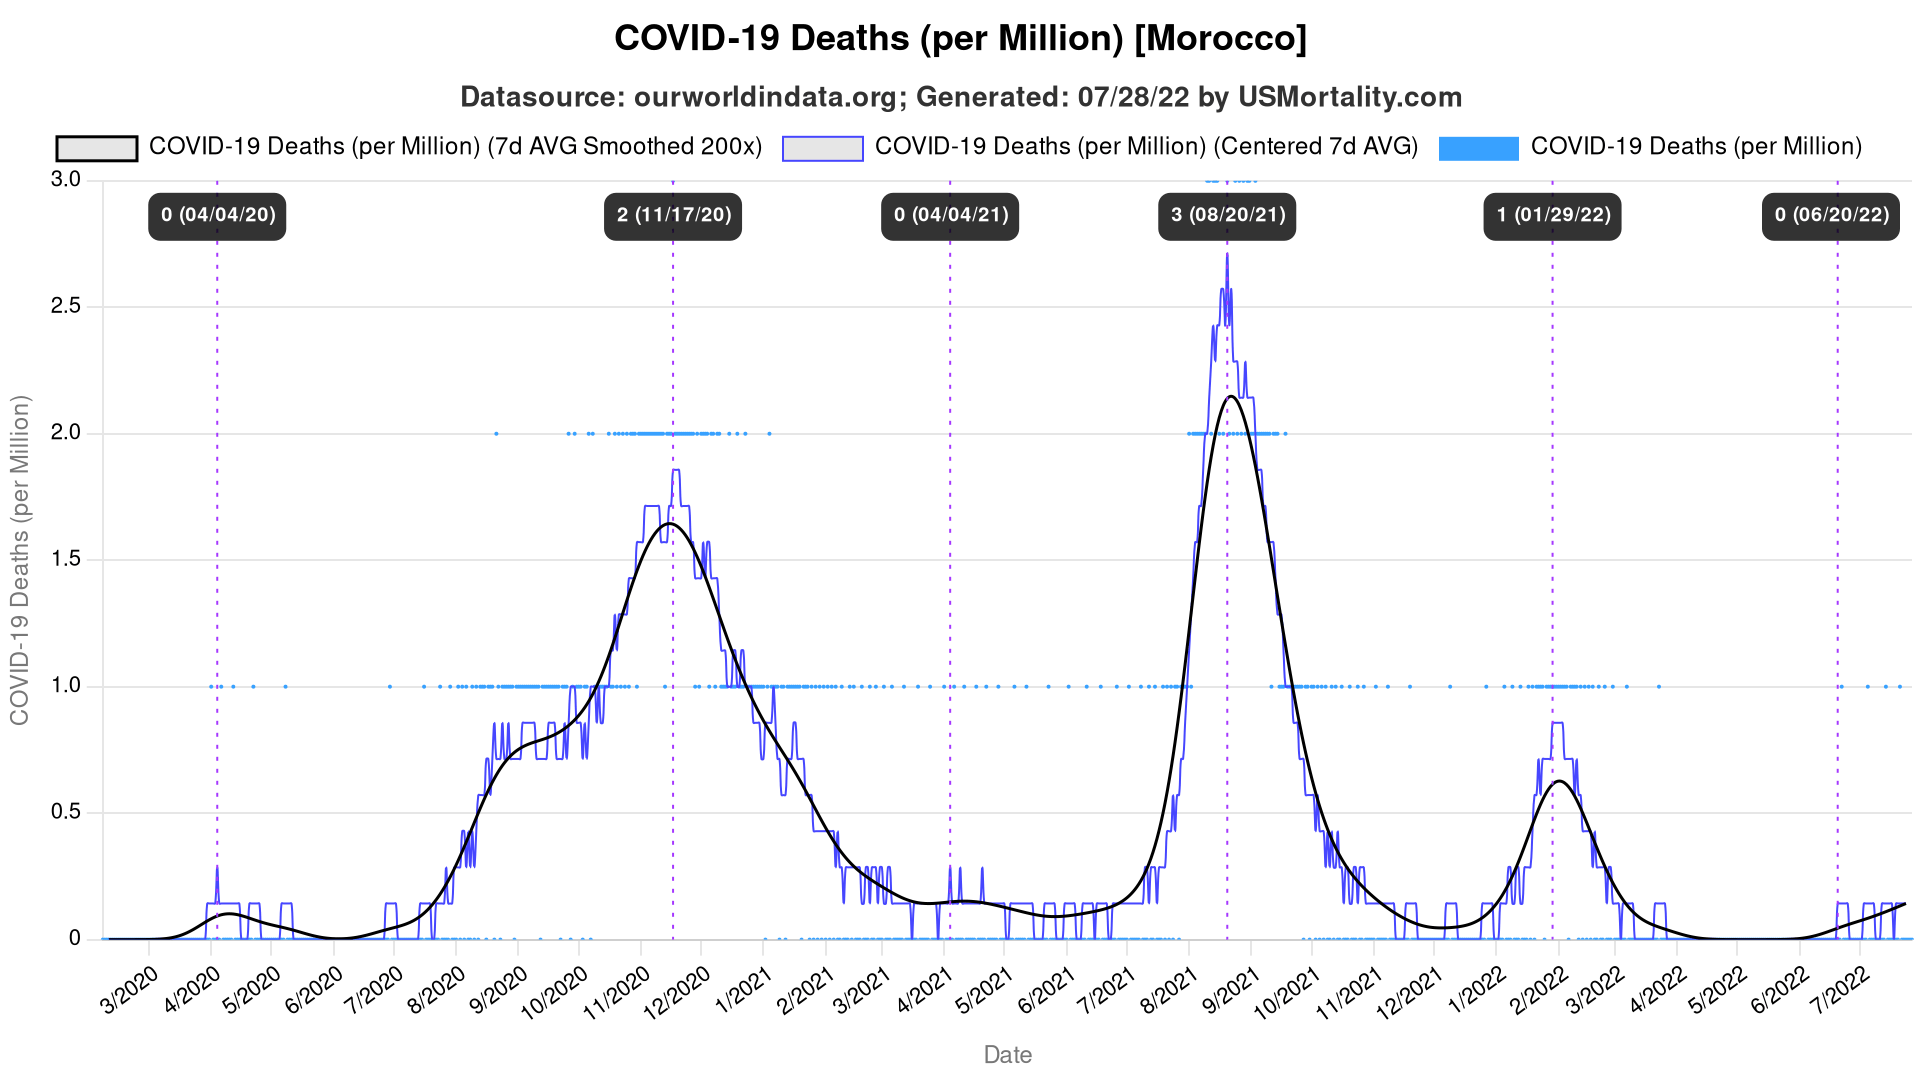 COVID-19 Deaths (per Million) [Morocco]
Datasource: ourworldindata.org; Generated: 07/28/22 by USMortality.com
COVID-19 Deaths (per Million) (7d AVG Smoothed 200x) COVID-19 Deaths (per Million) (Centered 7d AVG) COVID-19 Deaths (per Million)
3.0
0 (04/04/20) 2 (11/17/20) 0 (04/04/21) 3 (08/20/21) 1 (01/29/22) 0 (06/20/22)
2.5
2.0
1.5
1.0
0.5
0
COVID-19 Deaths (per Million)
3/2020 4/2020 5/2020 6/2020 7/2020 8/2020 9/2020 10/2020 11/2020 12/2020 1/2021 2/2021 3/2021 4/2021 5/2021 6/2021 7/2021 8/2021 9/2021 10/2021 11/2021 12/2021 1/2022 2/2022 3/2022 4/2022 5/2022 6/2022 7/2022
Date